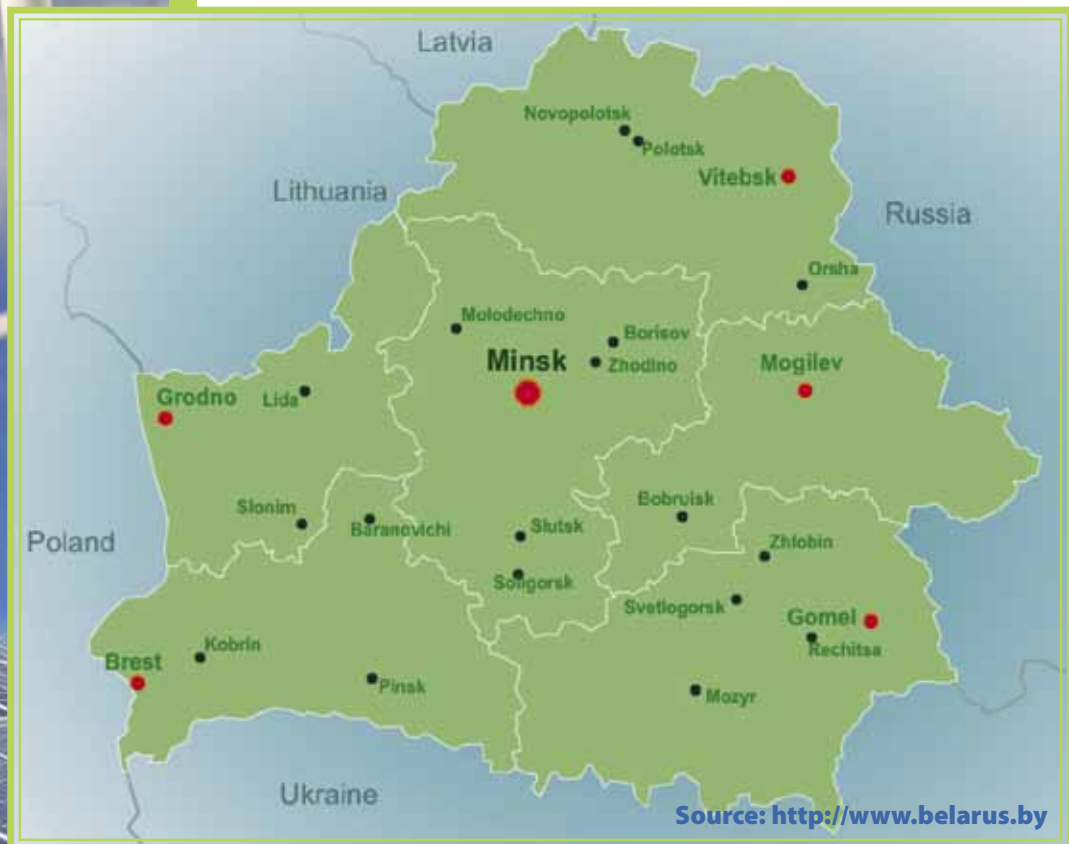 Latvia
Novopolotsk
Polotsk
Vitebsk
Lithuania
Russia
Orsha
Molodechno
Borisov
Minsk
Zhodino
Mogilev
Grodno
Lida
Slonim
Baranovichi
Bobruisk
Slutsk
Poland
Zhlobin
Soligorsk
Svetlogorsk
Gomel
Rechitsa
Kobrin
Brest
Pinsk
Mozyr
Ukraine
Source: http://www.belarus.by